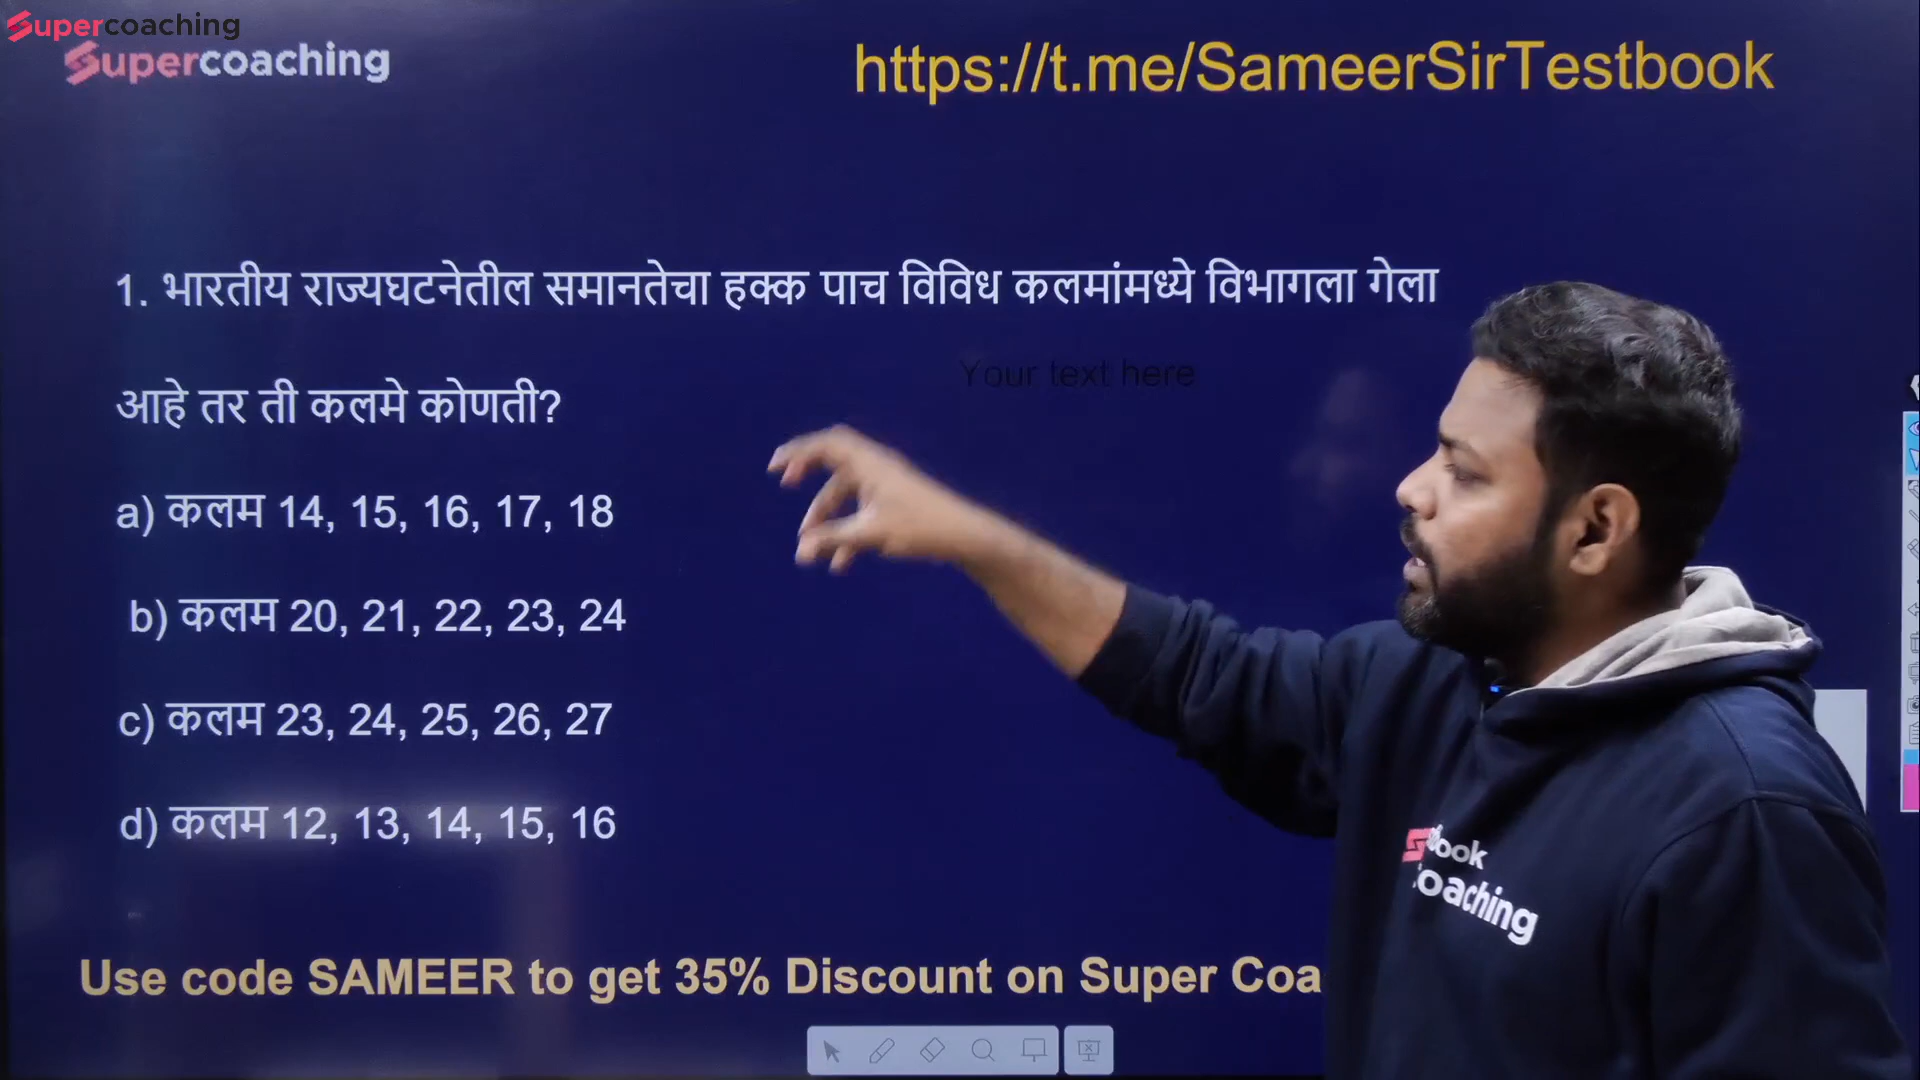 Supercoaching
Supercoaching
https://t.me/SameerSirTestbook
1. भारतीय राज्यघटनेतील समानतेचा हक्क पाच विविध कलमांमध्ये विभागला गेला
Your text here
आहे तर ती कलमे कोणती?
a) कलम 14, 15, 16, 17, 18
b) कलम 20, 21, 22, 23, 24
c) कलम 23, 24, 25, 26, 27
d) कलम 12, 13, 14, 15, 16
Use code SAMEER to get 35% Discount on Super Coa
ook
coaching